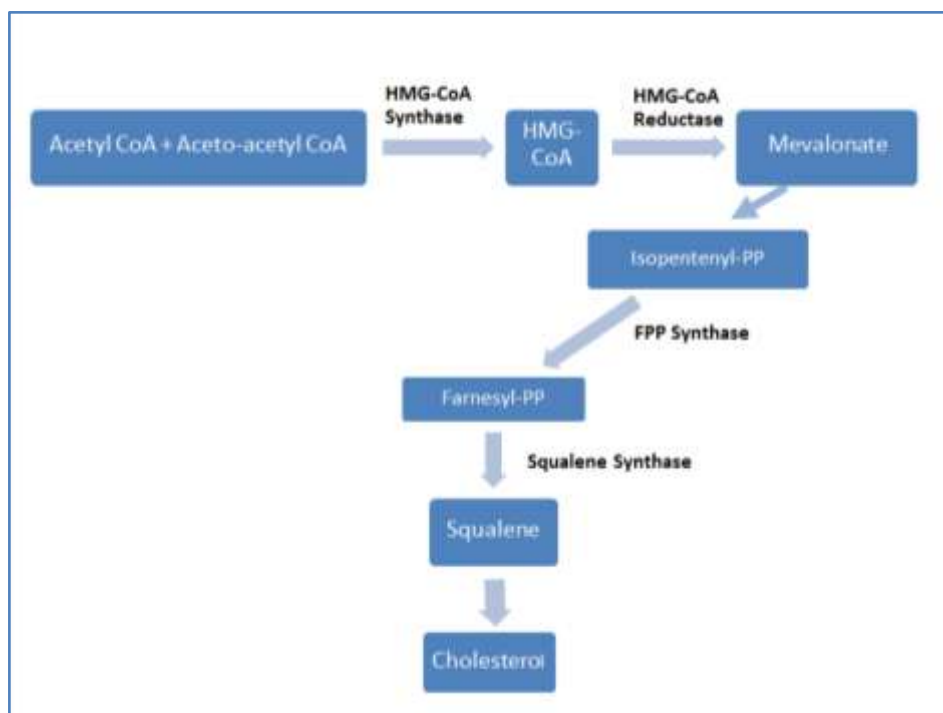 HMG-CoA
Synthase
HMG-CoA
Reductase
Acetyl CoA + Aceto-acetyl CoA
HMG-
CoA
Mevalonate
Isopentenyl-PP
FPP Synthase
Farnesyl-PP
Squalene Synthase
Squalene
Cholesterol